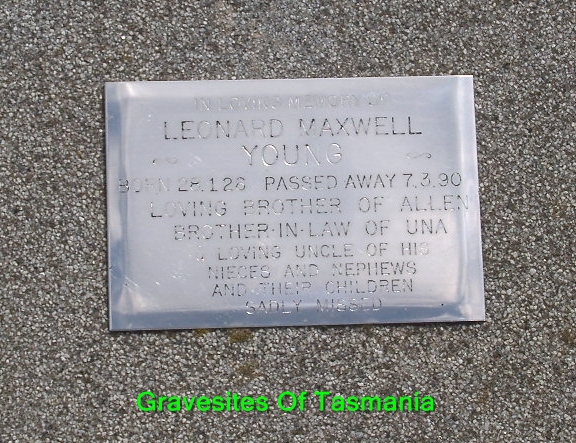 IN LOVING MEMORY OF
LEONARD MAXWELL
YOUNG
BORN 28.1.28 PASSED AWAY 7.3.90
LOVING BROTHER OF ALLEN
BROTHER-IN-LAW OF UNA
LOVING UNCLE OF HIS
NIECES AND NEPHEWS
AND THEIR CHILDREN
SADLY MISSED
Gravesites Of Tasmania